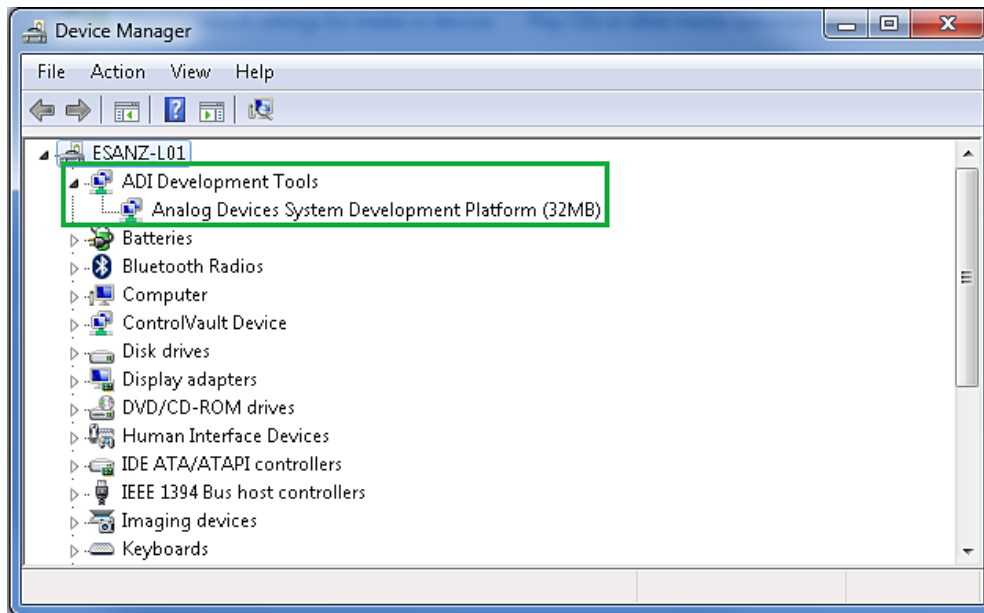 Device Manager
File Action View Help
ESANZ-L01
ADI Development Tools
Analog Devices System Development Platform (32MB)
Batteries
Bluetooth Radios
Computer
ControlVault Device
Disk drives
Display adapters
DVD/CD-ROM drives
Human Interface Devices
IDE ATA/ATAPI controllers
IEEE 1394 Bus host controllers
Imaging devices
Keyboards